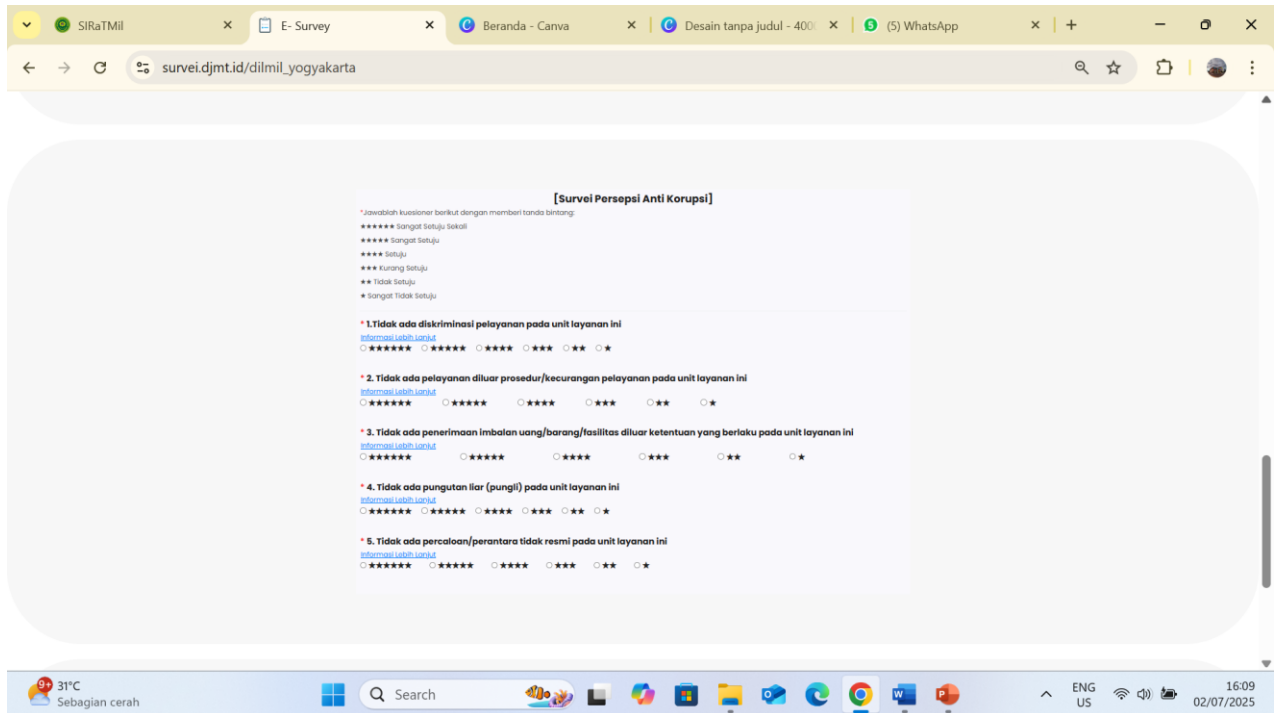 SIRaTMil
E- Survey
Beranda - Canva
Desain tanpa judul - 400
(5) WhatsApp
survei.djmt.id/dilmil_yogyakarta
[Survei Persepsi Anti Korupsi]
*Jawablah kuesioner berikut dengan memberi tanda bintang:
★★★★★★ Sangat Setuju Sekali
★★★★★ Sangat Setuju
★★★★ Setuju
★★★ Kurang Setuju
★★ Tidak Setuju
★ Sangat Tidak Setuju
* 1.Tidak ada diskriminasi pelayanan pada unit layanan ini
Informasi Lebih Lanjut
★★★★★★ ★★★★★ ★★★★ ★★★ ★★ ★
* 2. Tidak ada pelayanan diluar prosedur/kecurangan pelayanan pada unit layanan ini
Informasi Lebih Lanjut
★★★★★★ ★★★★★ ★★★★ ★★★ ★★ ★
* 3. Tidak ada penerimaan imbalan uang/barang/fasilitas diluar ketentuan yang berlaku pada unit layanan ini
Informasi Lebih Lanjut
★★★★★★ ★★★★★ ★★★★ ★★★ ★★ ★
* 4. Tidak ada pungutan liar (pungli) pada unit layanan ini
Informasi Lebih Lanjut
★★★★★★ ★★★★★ ★★★★ ★★★ ★★ ★
* 5. Tidak ada percaloan/perantara tidak resmi pada unit layanan ini
Informasi Lebih Lanjut
★★★★★★ ★★★★★ ★★★★ ★★★ ★★ ★
9+
31°C
Sebagian cerah
Search
ENG
US
16:09
02/07/2025